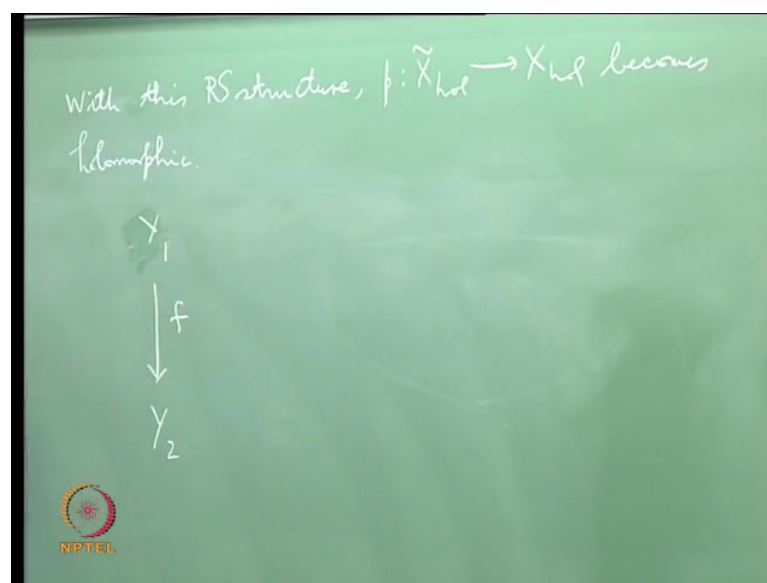 With this RS structure, p: X̃_hol → X_hol becomes
holomorphic.
Y_1
↓ f
Y_2
NPTEL